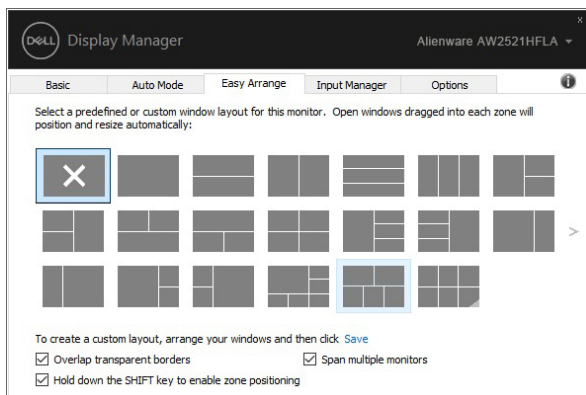 DELL Display Manager
Alienware AW2521HFLA
x
Basic
Auto Mode
Easy Arrange
Input Manager
Options
i
Select a predefined or custom window layout for this monitor. Open windows dragged into each zone will
position and resize automatically:
>
To create a custom layout, arrange your windows and then click Save
Overlap transparent borders
Span multiple monitors
Hold down the SHIFT key to enable zone positioning